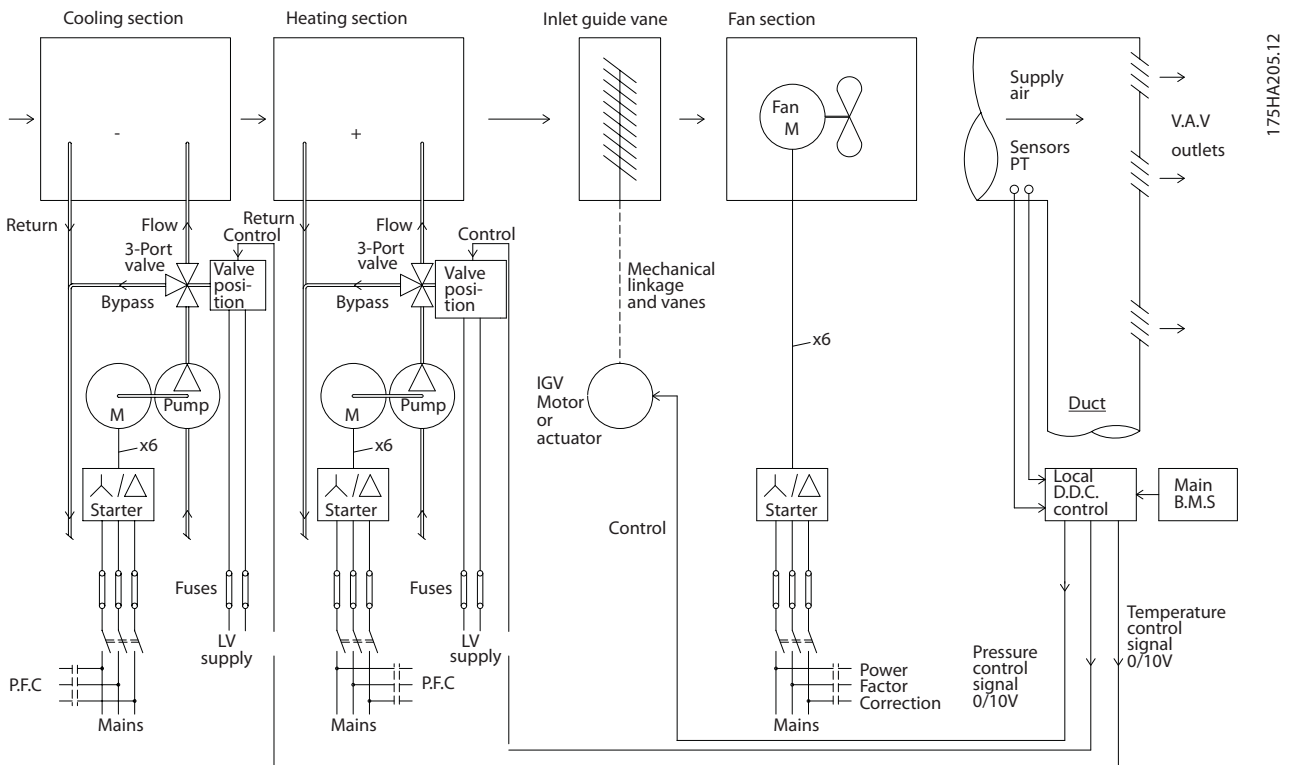 Cooling section
Heating section
Inlet guide vane
Fan section
175HA205.12
-
+
Fan
M
Supply
air
Sensors
PT
V.A.V
outlets
Return
Flow
3-Port
valve
Bypass
Control
Valve
posi-
tion
Return
Flow
3-Port
valve
Bypass
Control
Valve
posi-
tion
Mechanical
linkage
and vanes
x6
M
Pump
x6
Starter
M
Pump
x6
Starter
IGV
Motor
or
actuator
Duct
Starter
Local
D.D.C.
control
Main
B.M.S
Control
Fuses
LV
supply
Fuses
LV
supply
P.F.C
Mains
P.F.C
Mains
Power
Factor
Correction
Mains
Pressure
control
signal
0/10V
Temperature
control
signal
0/10V